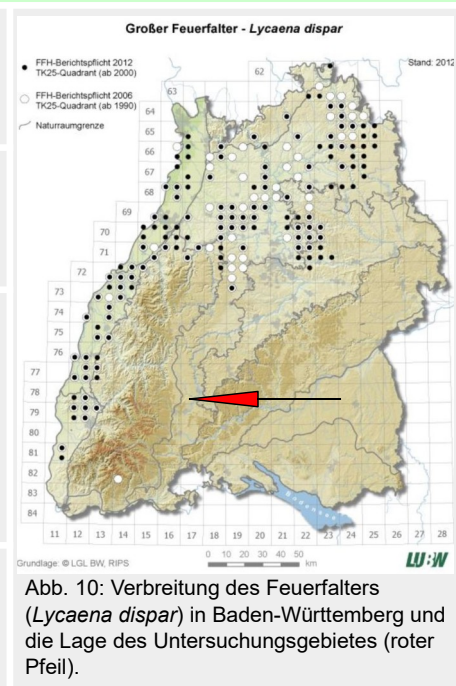 Großer Feuerfalter - Lycaena dispar
FFH-Berichtspflicht 2012
TK25-Quadrant (ab 2000)
FFH-Berichtspflicht 2006
TK25-Quadrant (ab 1990)
Naturraumgrenze
Stand: 2012
62
63
64
65
66
67
68
69
70
71
72
73
74
75
76
77
78
79
80
81
82
83
84
11 12 13 14 15 16 17 18 19 20 21 22 23 24 25 26 27 28
Grundlage: © LGL BW, RIPS
0 10 20 30 40 50
km
LU:W
Abb. 10: Verbreitung des Feuerfalters
(Lycaena dispar) in Baden-Württemberg und
die Lage des Untersuchungsgebietes (roter
Pfeil).